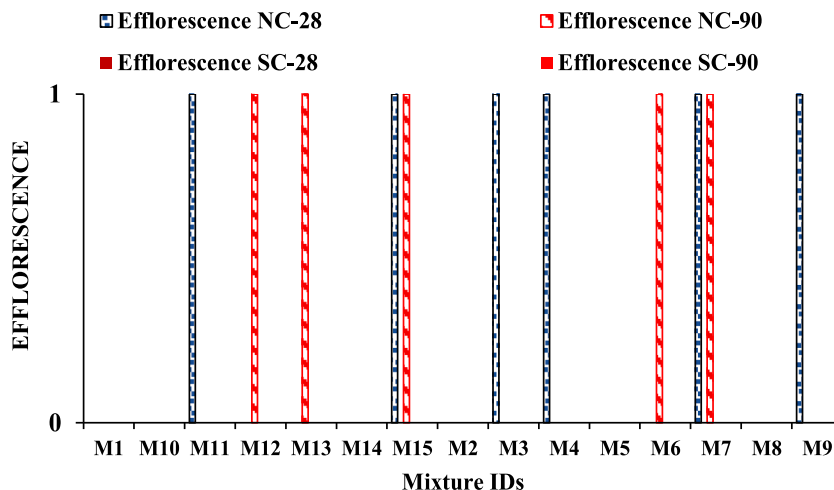 Efflorescence NC-28 Efflorescence NC-90
Efflorescence SC-28 Efflorescence SC-90
1
EFFLORESCENCE
0
M1 M10 M11 M12 M13 M14 M15 M2 M3 M4 M5 M6 M7 M8 M9
Mixture IDs